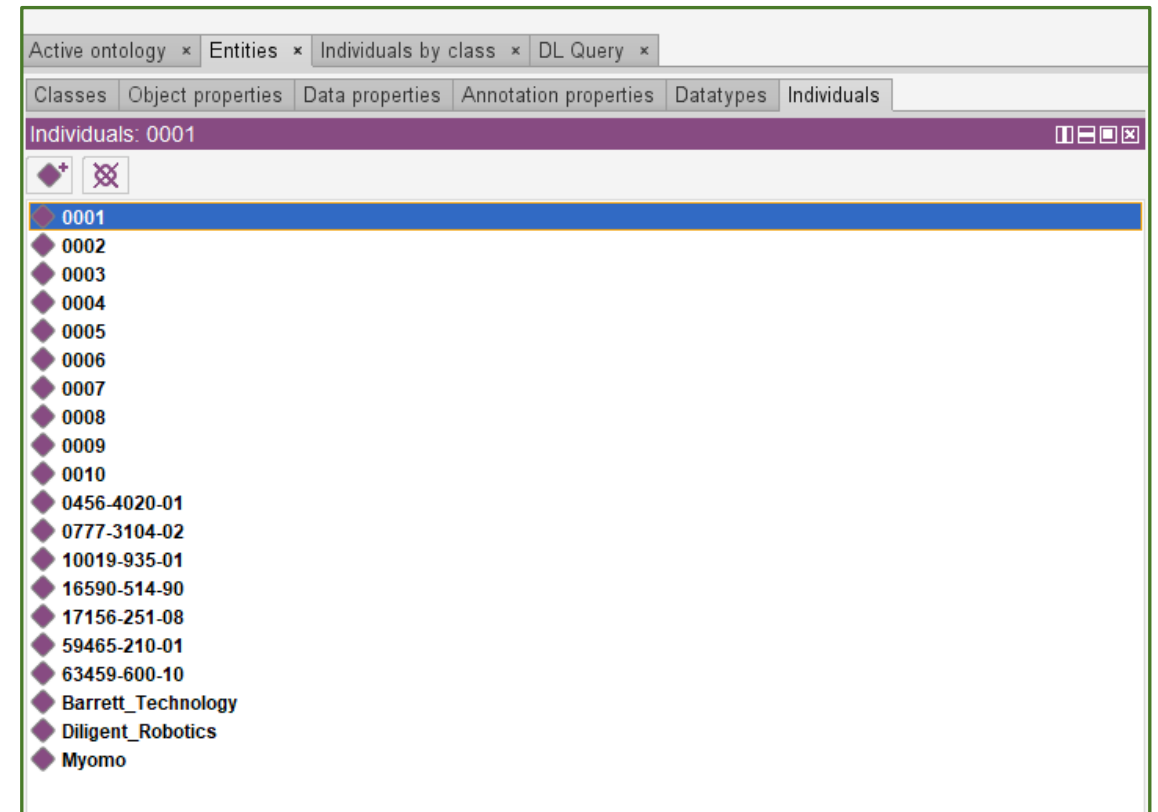 Active ontology × Entities × Individuals by class × DL Query ×
Classes Object properties Data properties Annotation properties Datatypes Individuals
Individuals: 0001
0001
0002
0003
0004
0005
0006
0007
0008
0009
0010
0456-4020-01
0777-3104-02
10019-935-01
16590-514-90
17156-251-08
59465-210-01
63459-600-10
Barrett_Technology
Diligent_Robotics
Myomo